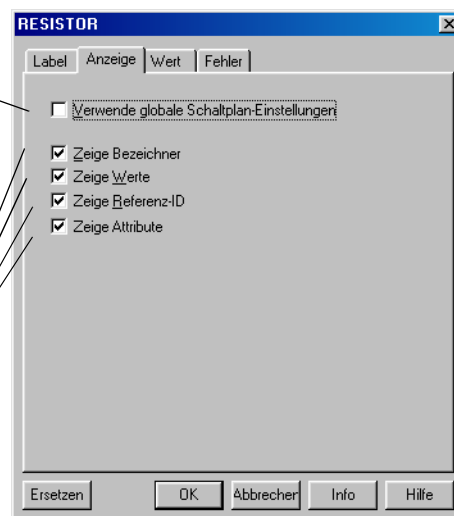 RESISTOR
Label Anzeige Wert Fehler
Verwende globale Schaltplan-Einstellungen
Zeige Bezeichner
Zeige Werte
Zeige Referenz-ID
Zeige Attribute
Ersetzen OK Abbrechen Info Hilfe